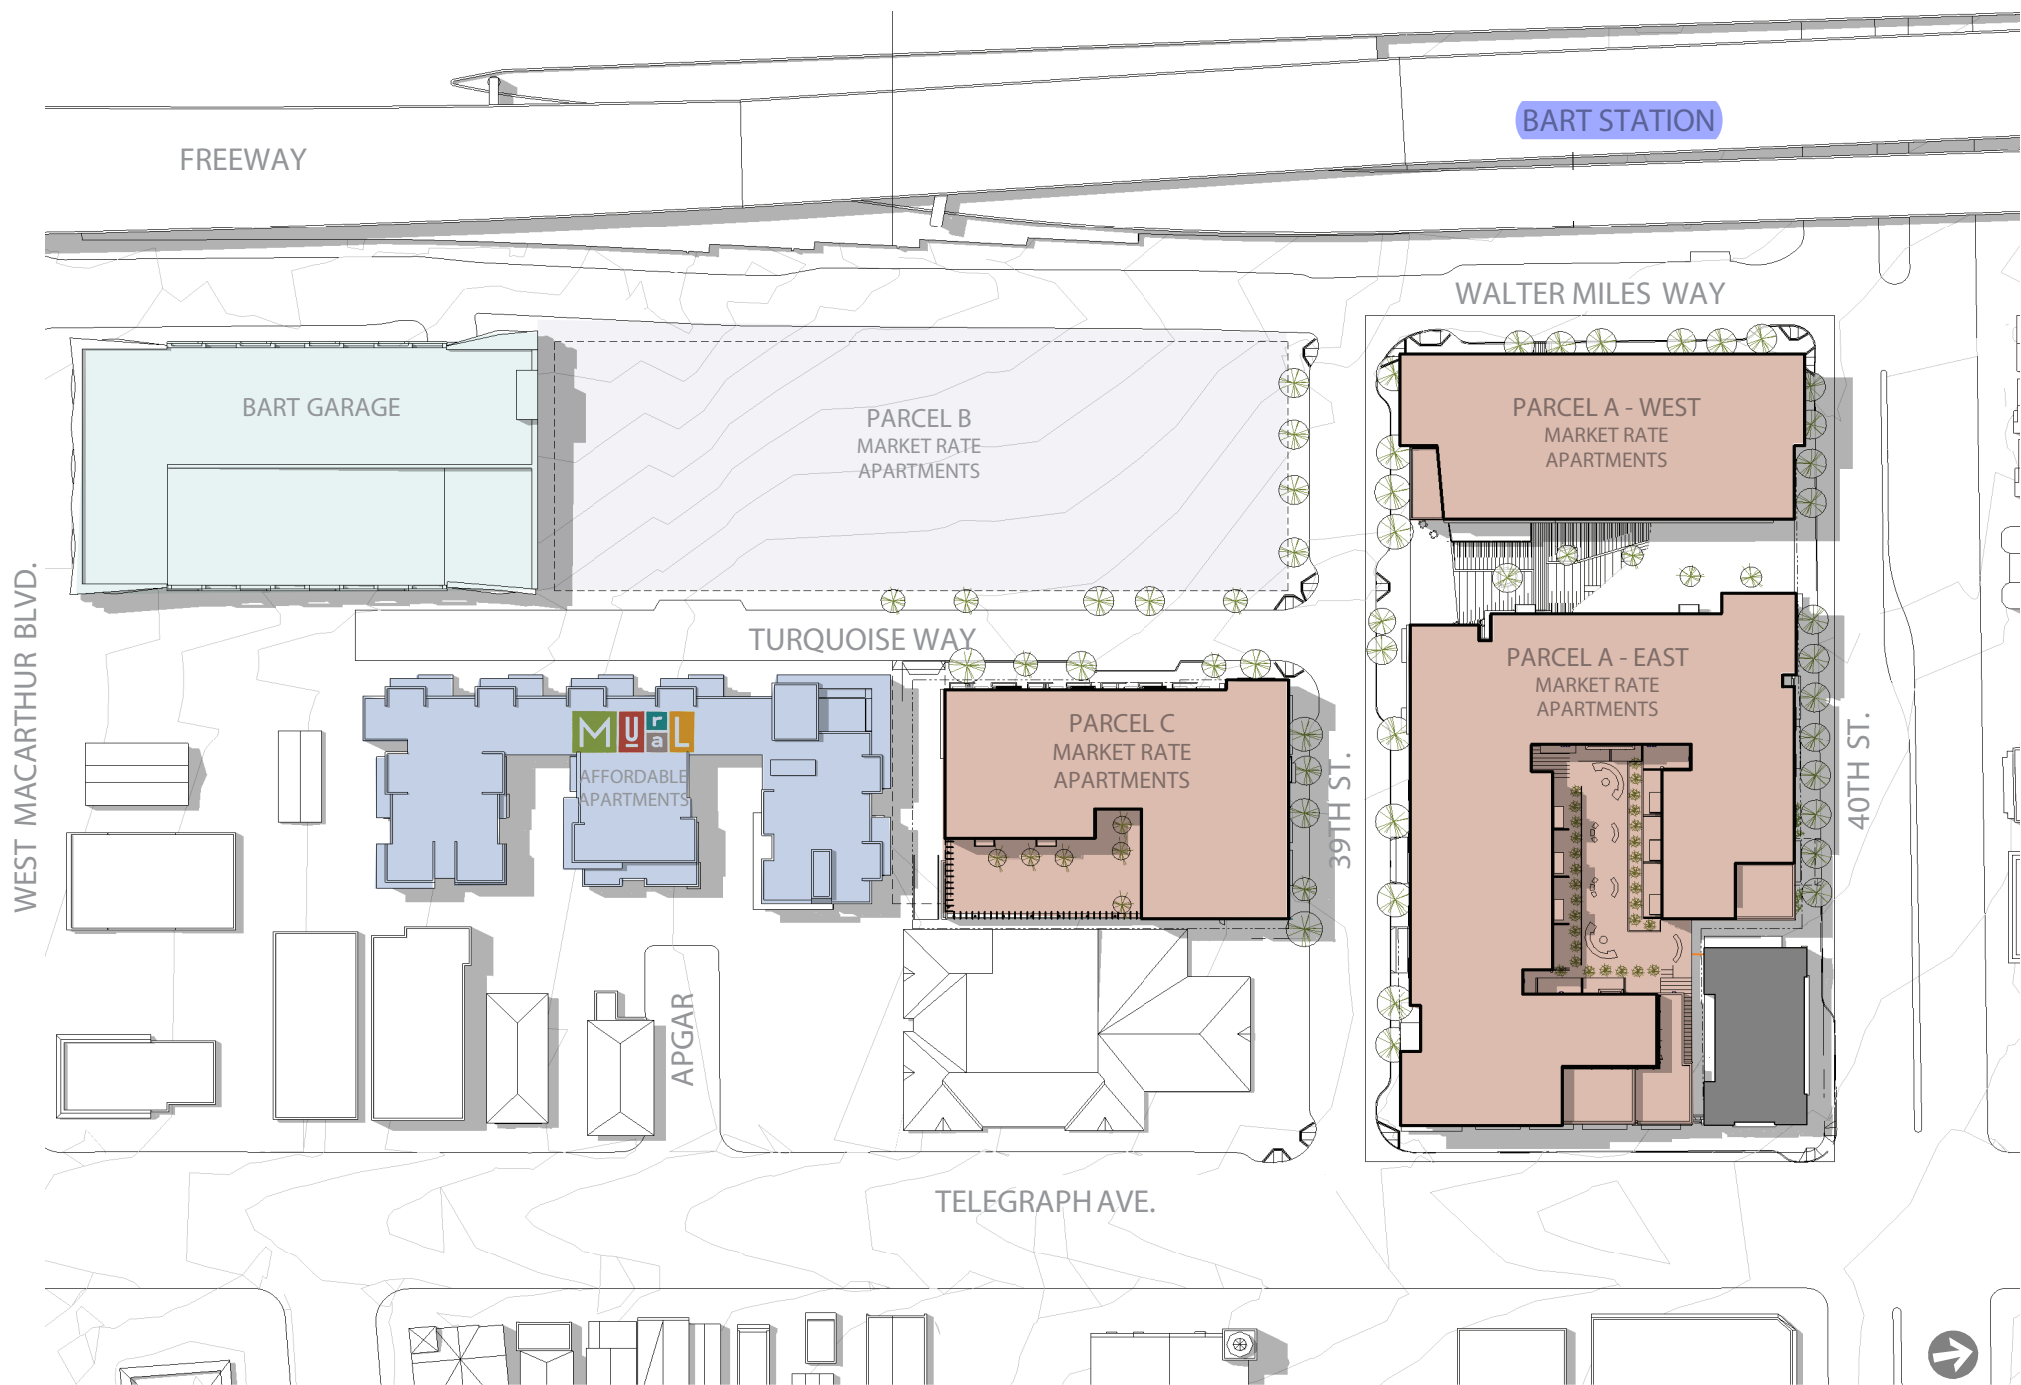 BART STATION
FREEWAY
WALTER MILES WAY
BART GARAGE
PARCEL B
MARKET RATE
APARTMENTS
PARCEL A - WEST
MARKET RATE
APARTMENTS
WEST MACARTHUR BLVD.
TURQUOISE WAY
PARCEL A - EAST
MARKET RATE
APARTMENTS
MUraL
AFFORDABLE
APARTMENTS
PARCEL C
MARKET RATE
APARTMENTS
39TH ST.
40TH ST.
APGAR
TELEGRAPH AVE.